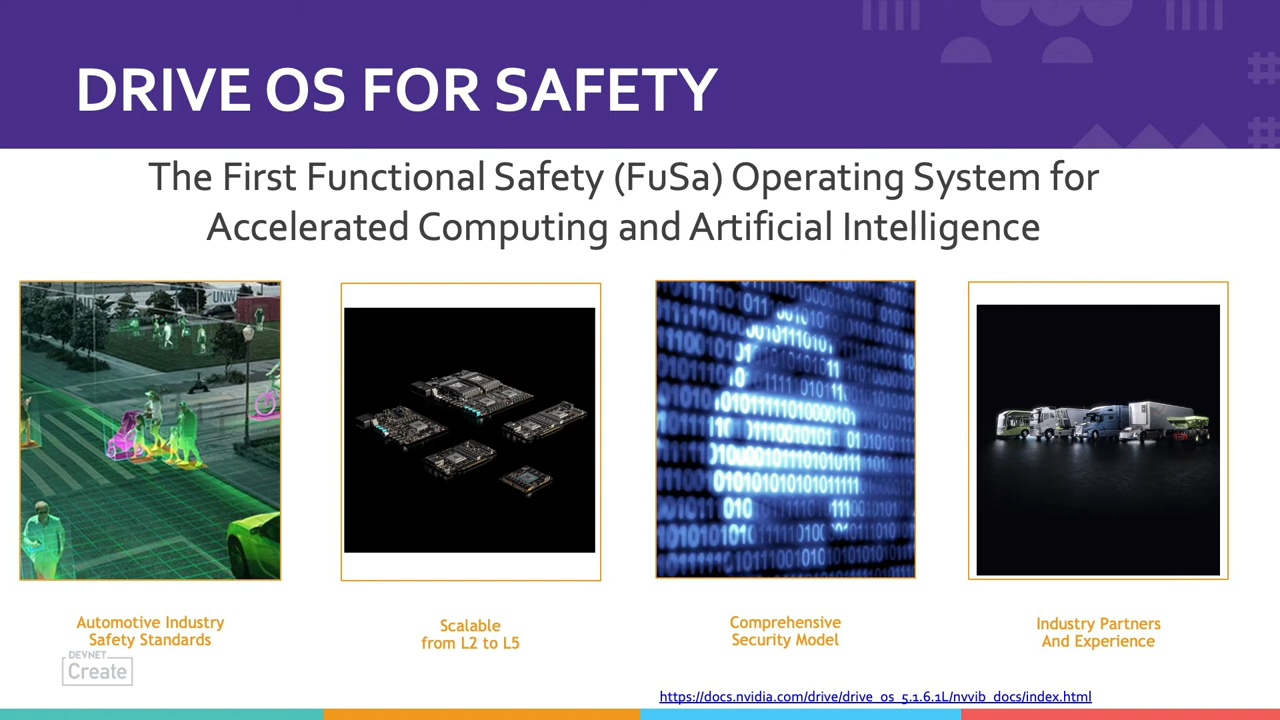 DRIVE OS FOR SAFETY
The First Functional Safety (FuSa) Operating System for
Accelerated Computing and Artificial Intelligence
UNW
Automotive Industry
Safety Standards
Scalable
from L2 to L5
Comprehensive
Security Model
Industry Partners
And Experience
DEVNET
Create
https://docs.nvidia.com/drive/drive_os_5.1.6.1L/nvvib_docs/index.html